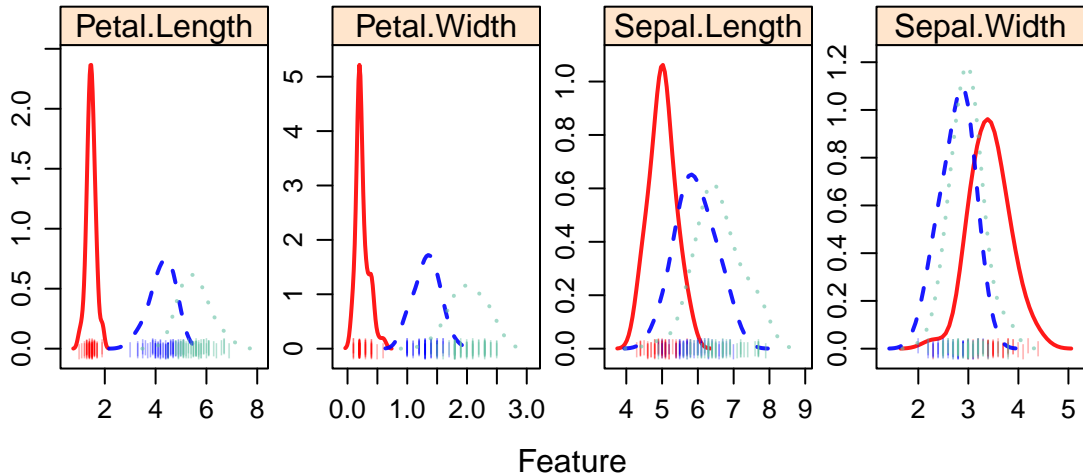 Petal.Length Petal.Width Sepal.Length Sepal.Width
0.0 0.5 1.0 1.5 2.0
0 1 2 3 4 5
0.0 0.2 0.4 0.6 0.8 1.0
0.0 0.2 0.4 0.6 0.8 1.0 1.2
2 4 6 8
0.0 1.0 2.0 3.0
4 5 6 7 8 9
2 3 4 5
Feature